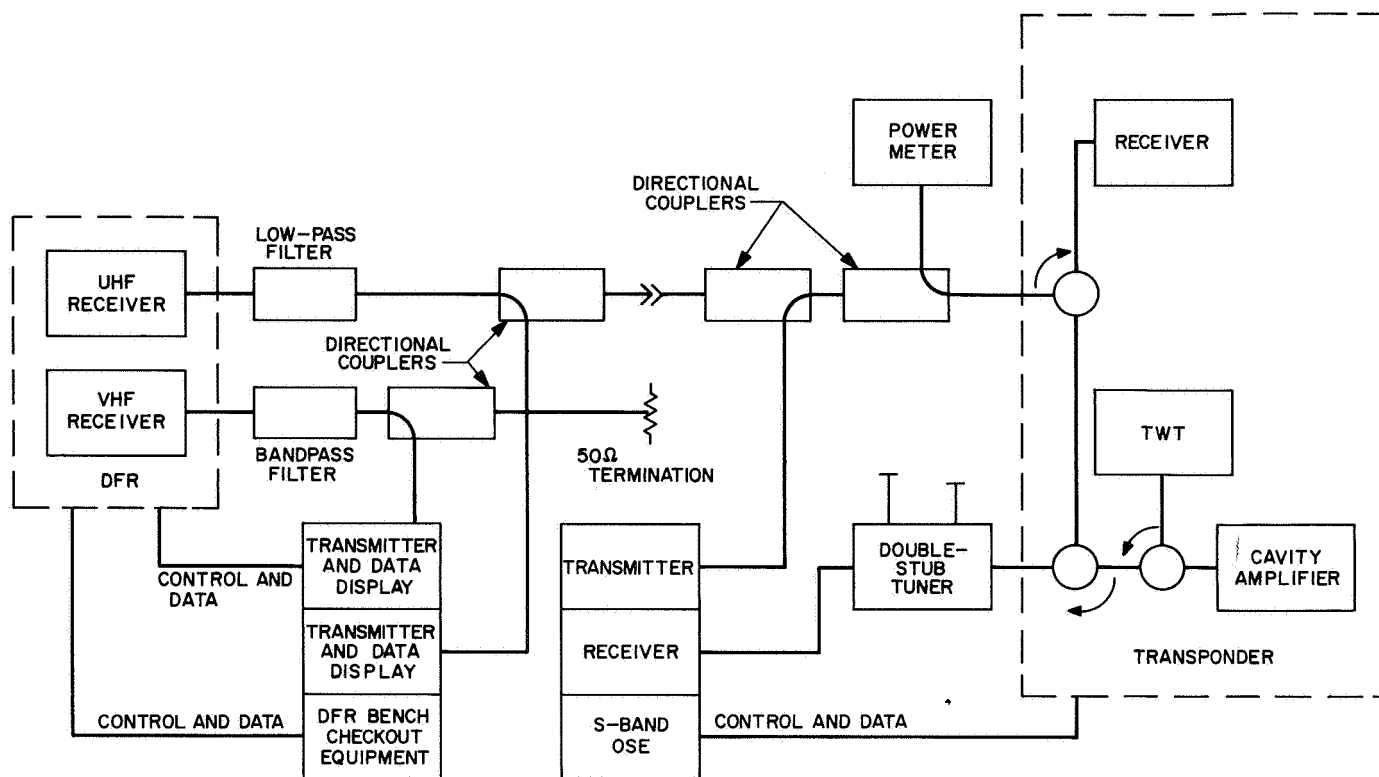 POWER
METER
RECEIVER
DIRECTIONAL
COUPLERS
LOW-PASS
FILTER
UHF
RECEIVER
DIRECTIONAL
COUPLERS
VHF
RECEIVER
BANDPASS
FILTER
DFR
50Ω
TERMINATION
TWT
TRANSMITTER
AND DATA
DISPLAY
CONTROL AND
DATA
TRANSMITTER
DOUBLE-
STUB
TUNER
CAVITY
AMPLIFIER
TRANSMITTER
AND DATA
DISPLAY
RECEIVER
TRANSPONDER
CONTROL AND DATA
DFR BENCH
CHECKOUT
EQUIPMENT
S-BAND
OSE
CONTROL AND DATA